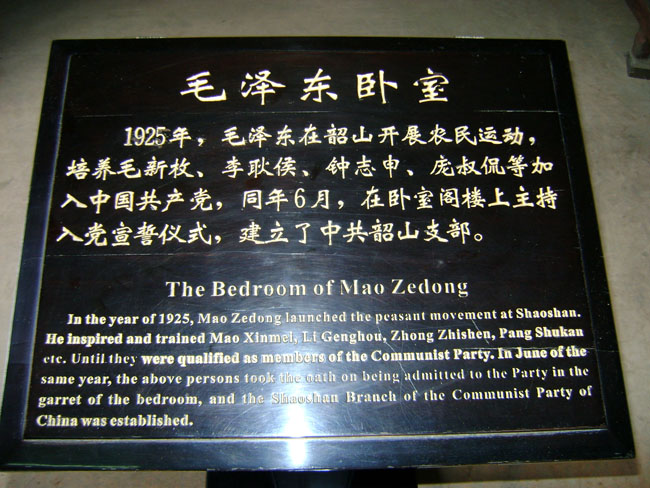 毛泽东卧室
1925年，毛泽东在韶山开展农民运动，
培养毛新枚、李耿侯、钟志申、庞叔侃等加
入中国共产党，同年6月，在卧室阁楼上主持
入党宣誓仪式，建立了中共韶山支部。
The Bedroom of Mao Zedong
In the year of 1925, Mao Zedong launched the peasant movement at Shaoshan.
He inspired and trained Mao Xinmei, Li Genghou, Zhong Zhishen, Pang Shukan
etc. Until they were qualified as members of the Communist Party. In June of the
same year, the above persons took the oath on being admitted to the Party in the
garret of the bedroom, and the Shaoshan Branch of the Communist Party of
China was established.